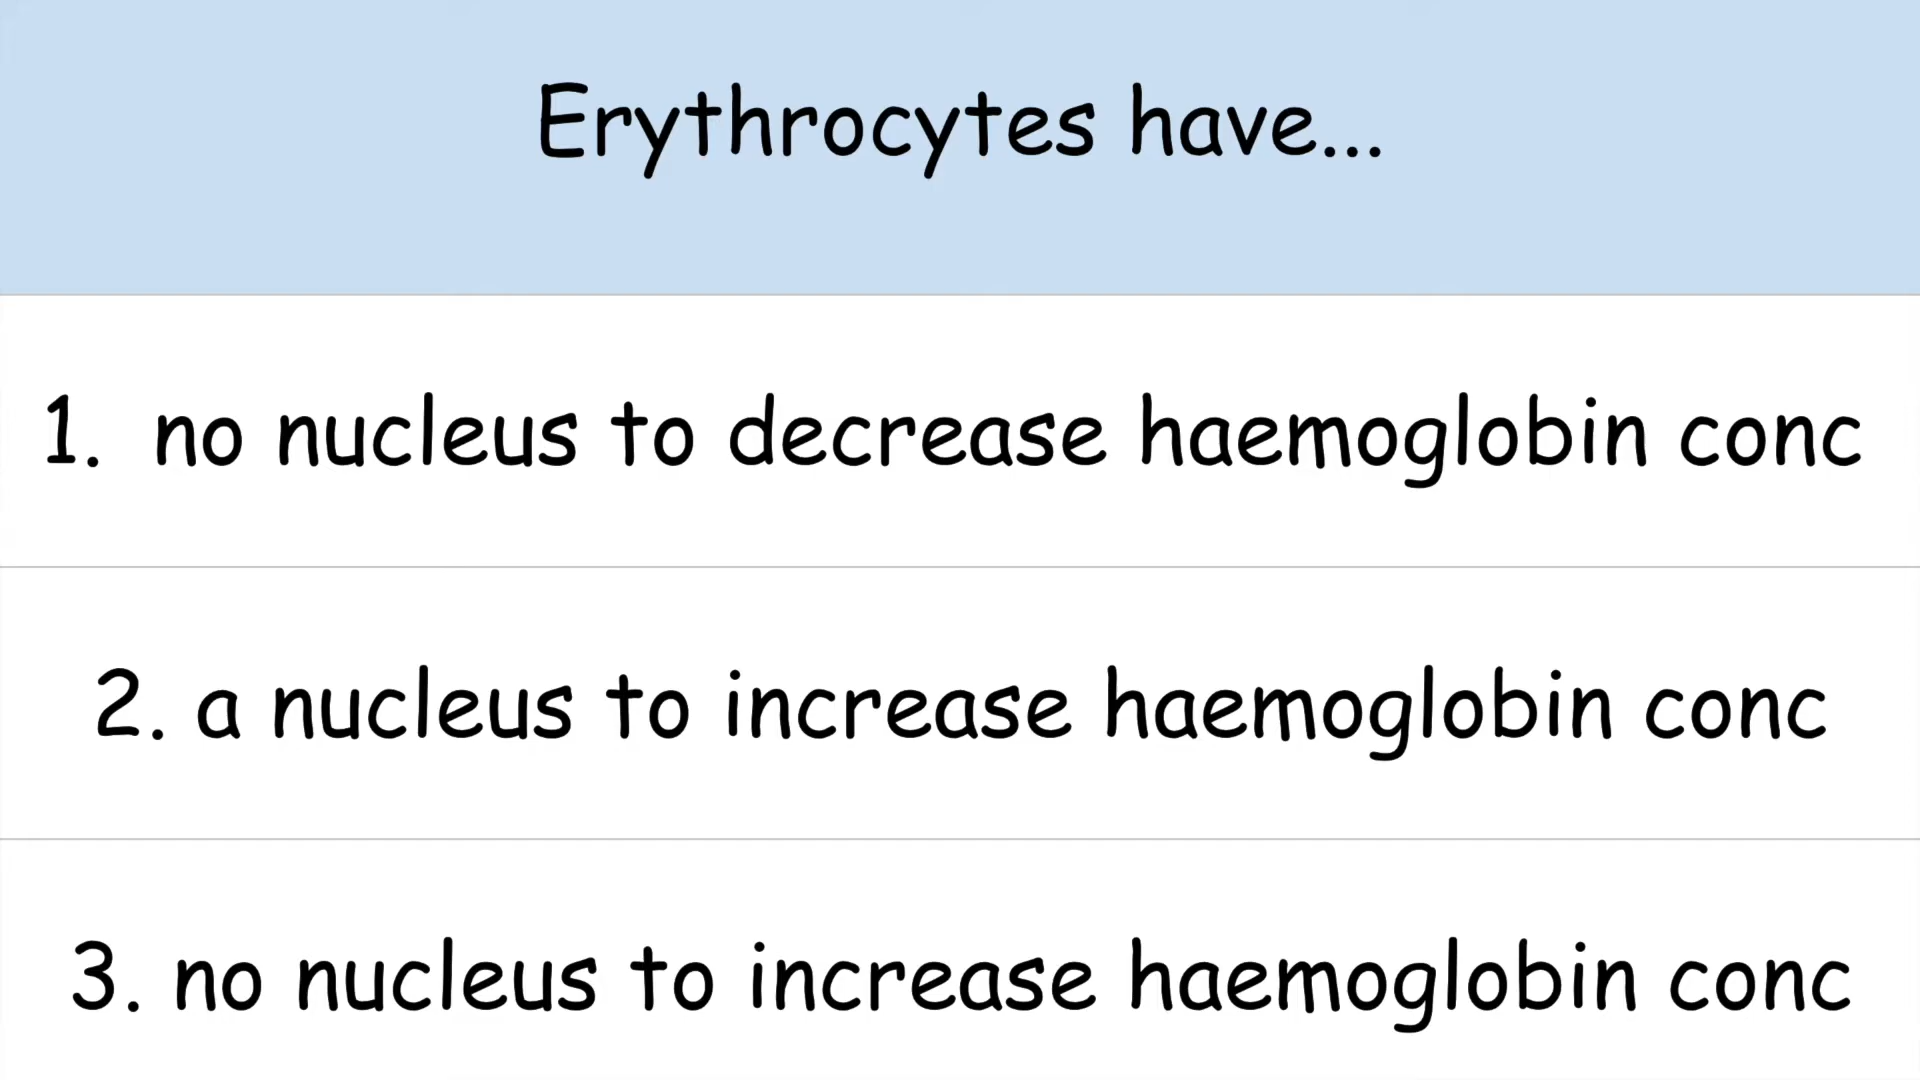 Erythrocytes have...
1. no nucleus to decrease haemoglobin conc
2. a nucleus to increase haemoglobin conc
3. no nucleus to increase haemoglobin conc